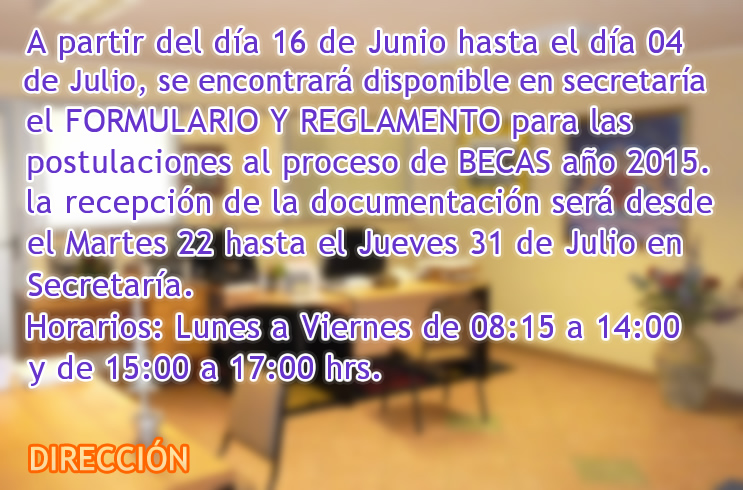 A partir del día 16 de Junio hasta el día 04
de Julio, se encontrará disponible en secretaría
el FORMULARIO Y REGLAMENTO para las
postulaciones al proceso de BECAS año 2015.
la recepción de la documentación será desde
el Martes 22 hasta el Jueves 31 de Julio en
Secretaría.
Horarios: Lunes a Viernes de 08:15 a 14:00
y de 15:00 a 17:00 hrs.
DIRECCIÓN